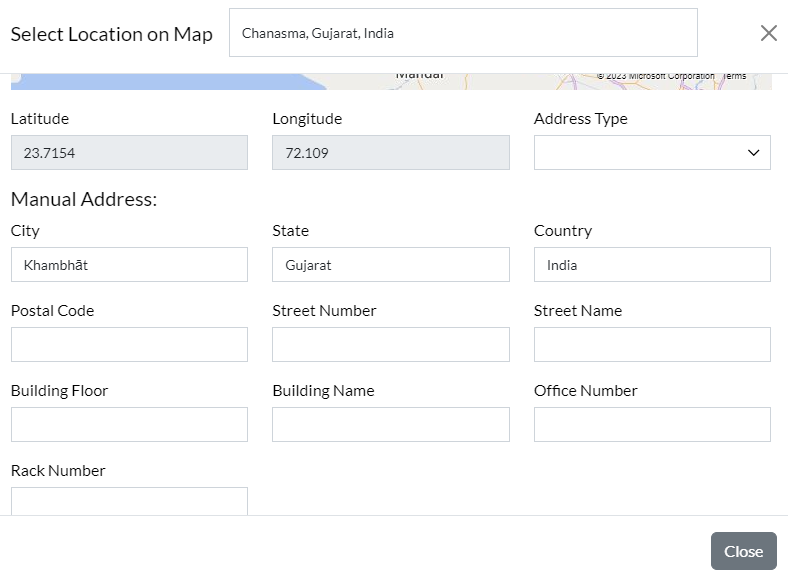 Select Location on Map
Chanasma, Gujarat, India
Mandal
© 2023 Microsoft Corporation Terms
Latitude
Longitude
Address Type
23.7154
72.109
Manual Address:
City
State
Country
Khambhāt
Gujarat
India
Postal Code
Street Number
Street Name
Building Floor
Building Name
Office Number
Rack Number
Close